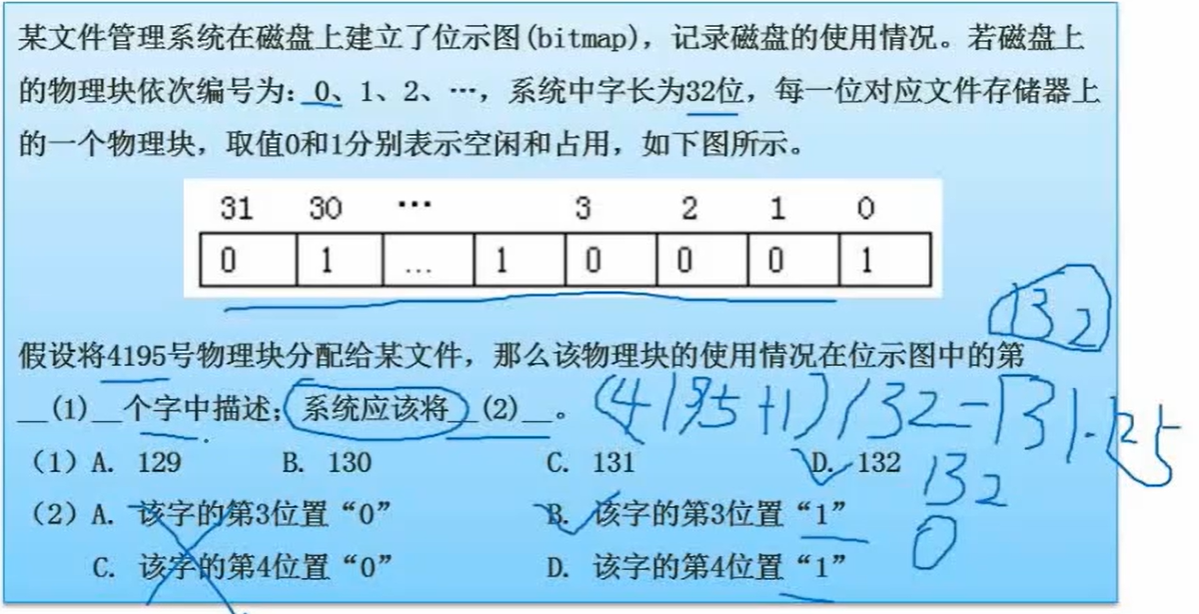 某文件管理系统在磁盘上建立了位示图(bitmap)，记录磁盘的使用情况。若磁盘上
的物理块依次编号为：0、1、2、…，系统中字长为32位，每一位对应文件存储器上
的一个物理块，取值0和1分别表示空闲和占用，如下图所示。
31 30 … 3 2 1 0
0 1 … 1 0 0 0 1
132
假设将4195号物理块分配给某文件，那么该物理块的使用情况在位示图中的第
__(1)__个字中描述；系统应该将__(2)__。 (4195+1)/32=131.125
（1）A. 129 B. 130 C. 131 D. 132 132
（2）A. 该字的第3位置“0” B. 该字的第3位置“1” 0
C. 该字的第4位置“0” D. 该字的第4位置“1”